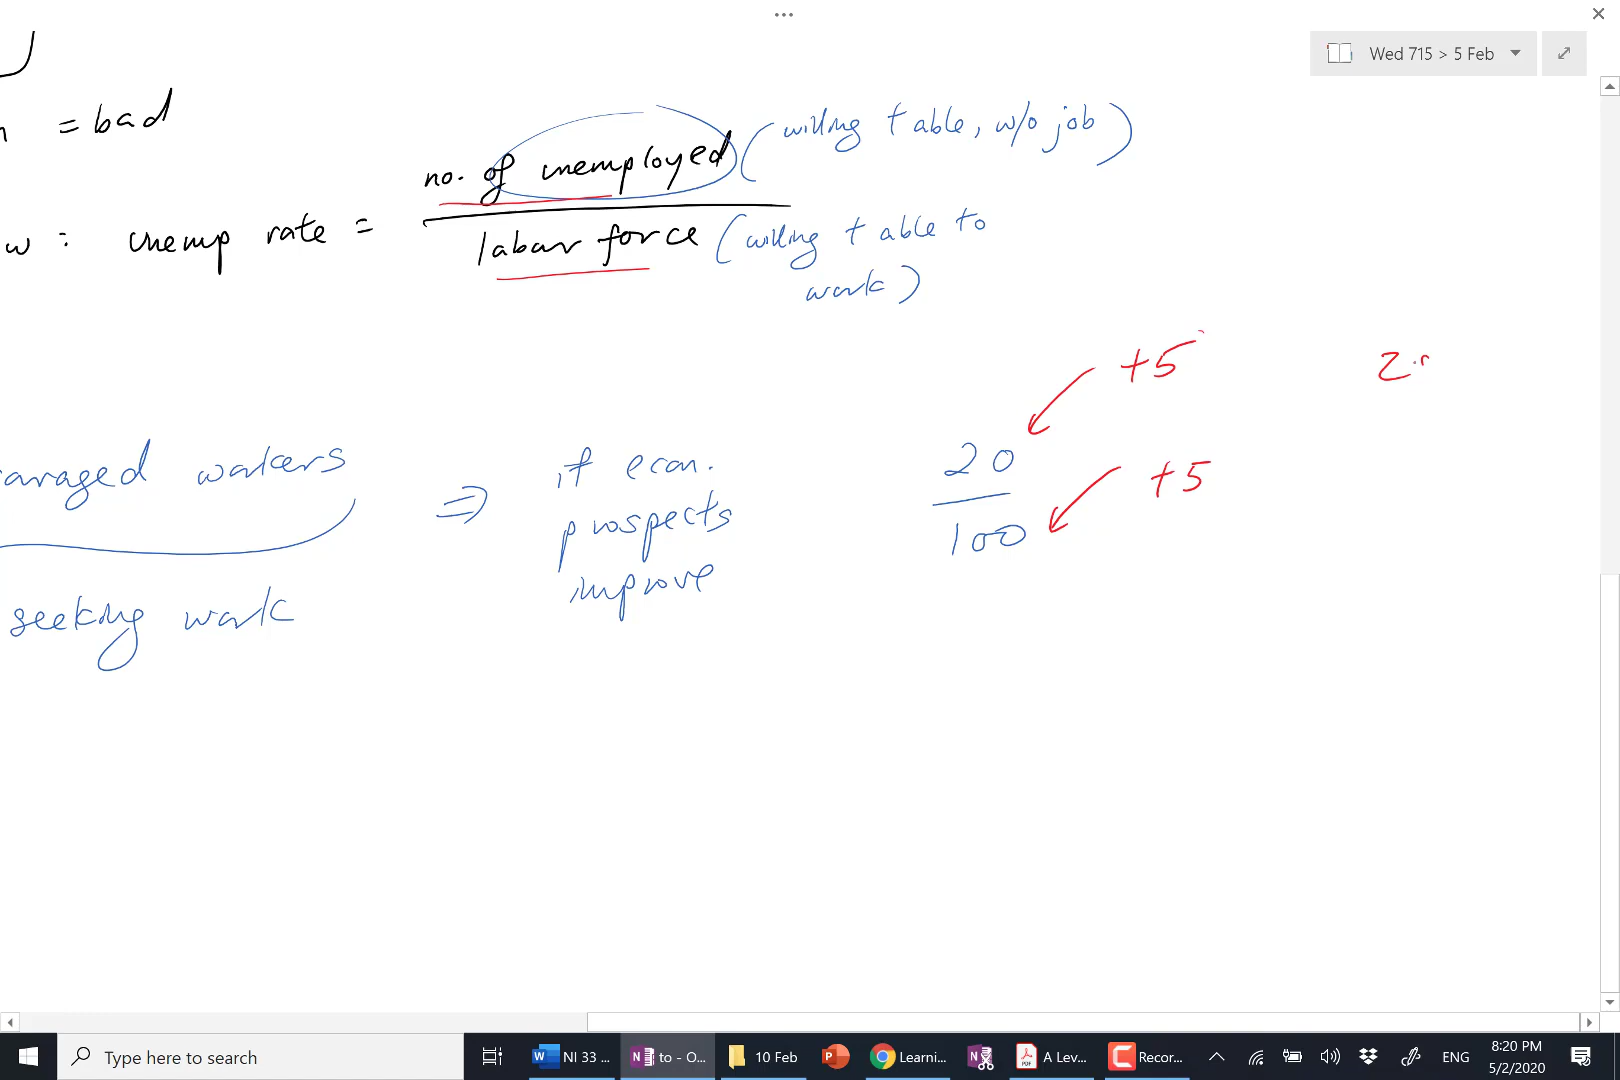 Wed 715 > 5 Feb
= bad
no. of unemployed (willing + able, w/o job)
w : unemp rate =
labour force (willing + able to
work)
+5
20
100
+5
couraged workers
⇒
if econ.
prospects
improve
seeking work
Type here to search
NI 33 ...
to - O...
10 Feb
Learni...
A Lev...
Recor...
ENG
8:20 PM
5/2/2020